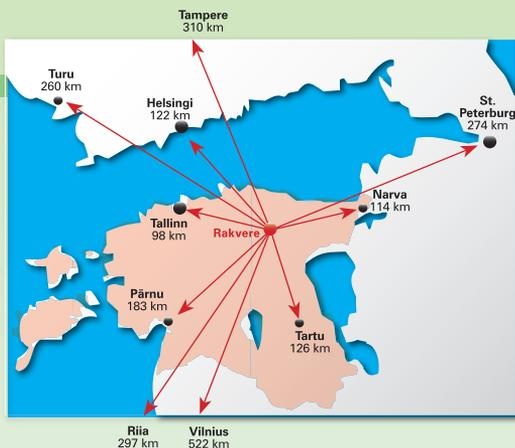 Tampere
310 km
Turu
260 km
Helsingi
122 km
St.
Peterburg
274 km
Narva
114 km
Tallinn
98 km
Rakvere
Pärnu
183 km
Tartu
126 km
Riia
297 km
Vilnius
522 km